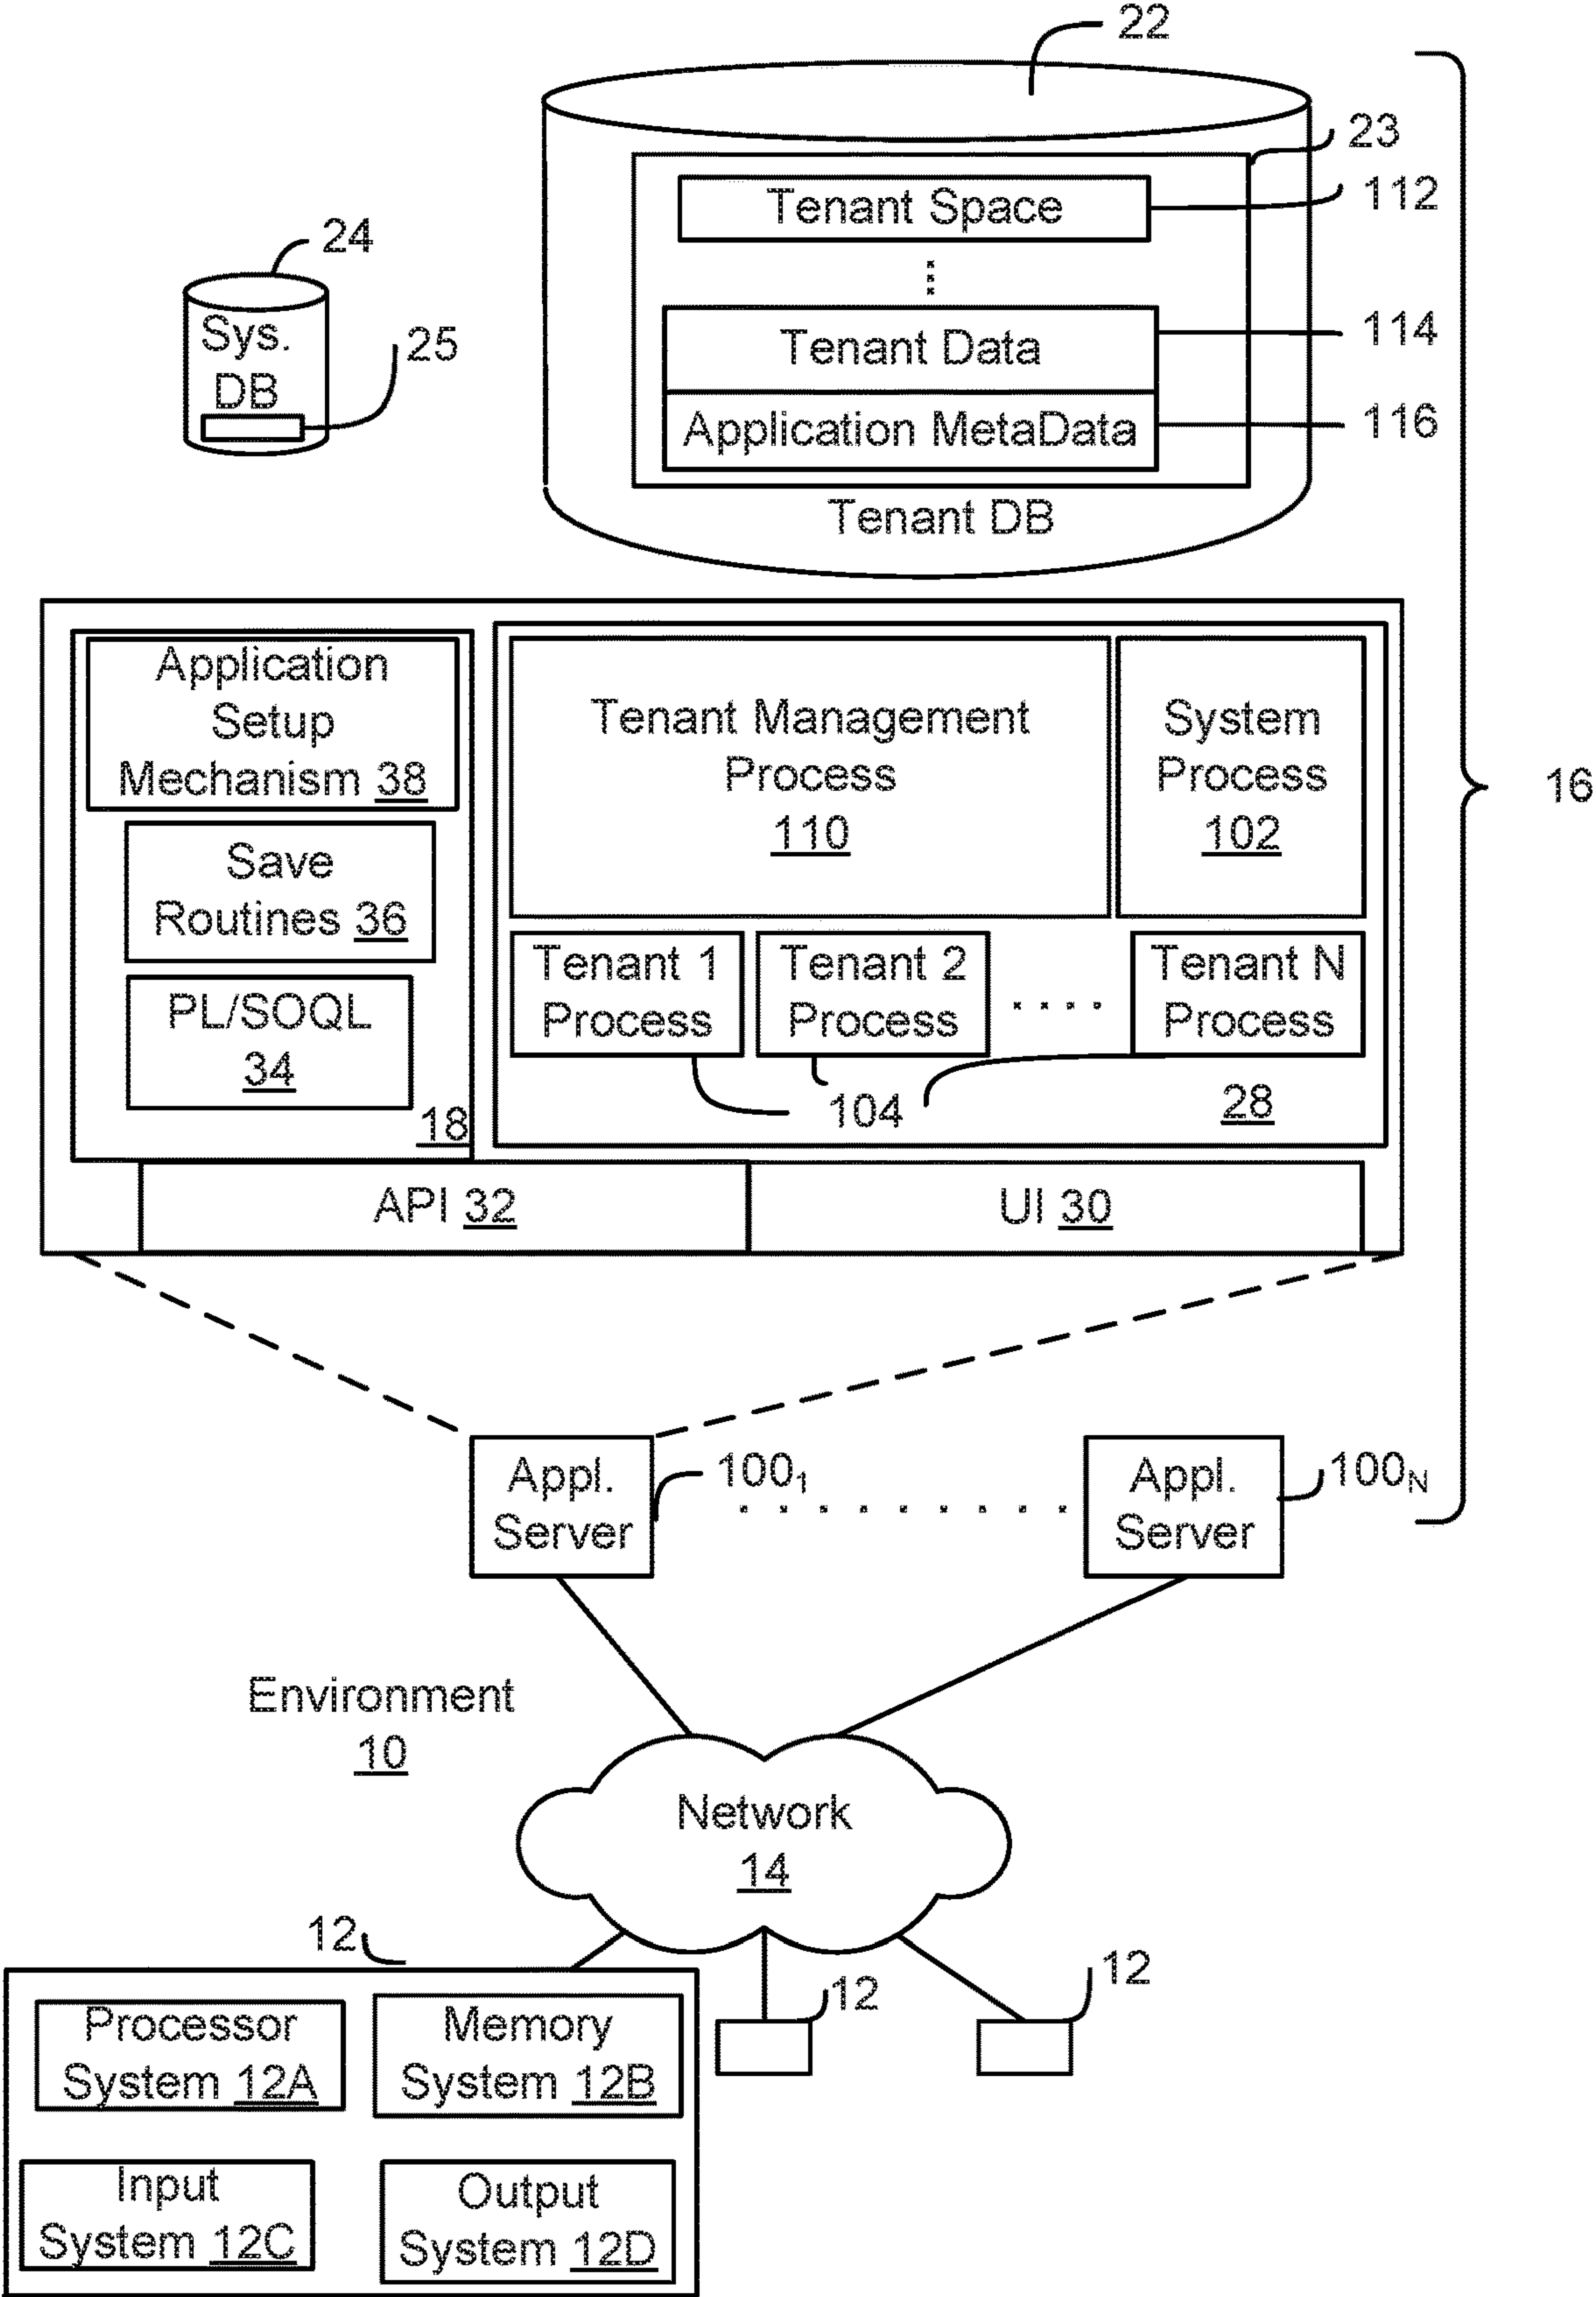 22
23
Tenant Space
112
24
Sys.
DB
25
Tenant Data
114
Application MetaData
116
Tenant DB
Application
Setup
Mechanism 38
Save
Routines 36
PL/SOQL
34
18
Tenant Management
Process
110
System
Process
102
16
Tenant 1
Process
Tenant 2
Process
Tenant N
Process
104
28
API 32
UI 30
Appl.
Server
100₁
Appl.
Server
100ₙ
Environment
10
Network
14
12
12
12
Processor
System 12A
Memory
System 12B
Input
System 12C
Output
System 12D